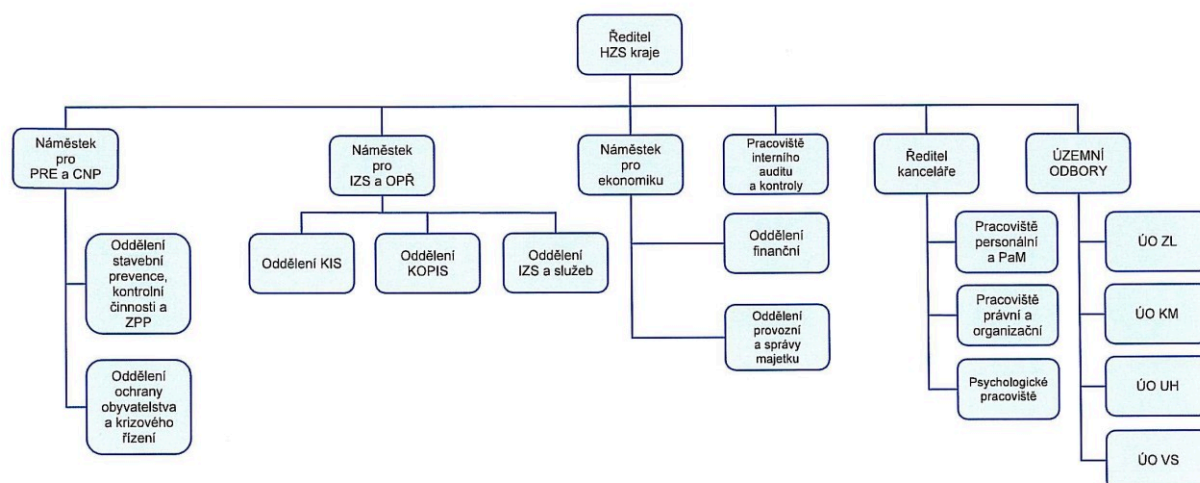 Ředitel
HZS kraje
Náměstek
pro
PRE a CNP
Náměstek
pro
IZS a OPŘ
Náměstek
pro
ekonomiku
Pracoviště
interního
auditu
a kontroly
Ředitel
kanceláře
ÚZEMNÍ
ODBORY
Oddělení
stavební
prevence,
kontrolní
činnosti a
ZPP
Oddělení
ochrany
obyvatelstva
a krizového
řízení
Oddělení KIS
Oddělení
KOPIS
Oddělení
IZS a služeb
Oddělení
finanční
Oddělení
provozní
a správy
majetku
Pracoviště
personální
a PaM
Pracoviště
právní a
organizační
Psychologické
pracoviště
ÚO ZL
ÚO KM
ÚO UH
ÚO VS